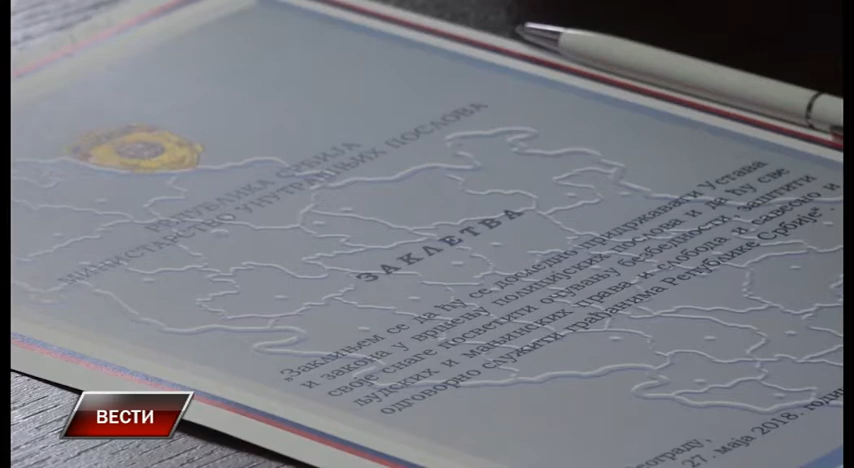 РЕПУБЛИКА СРБИЈА
МИНИСТАРСТВО УНУТРАШЊИХ ПОСЛОВА
ЗАКЛЕТВА
„Заклињем се да ћу се доследно придржавати Устава
и закона у вршењу полицијских послова и да ћу све
своје снаге посветити очувању безбедности и заштити
људских и мањинских права и слобода и савесно и
одговорно служити грађанима Републике Србије“.
27. маја 2018.
ВЕСТИ